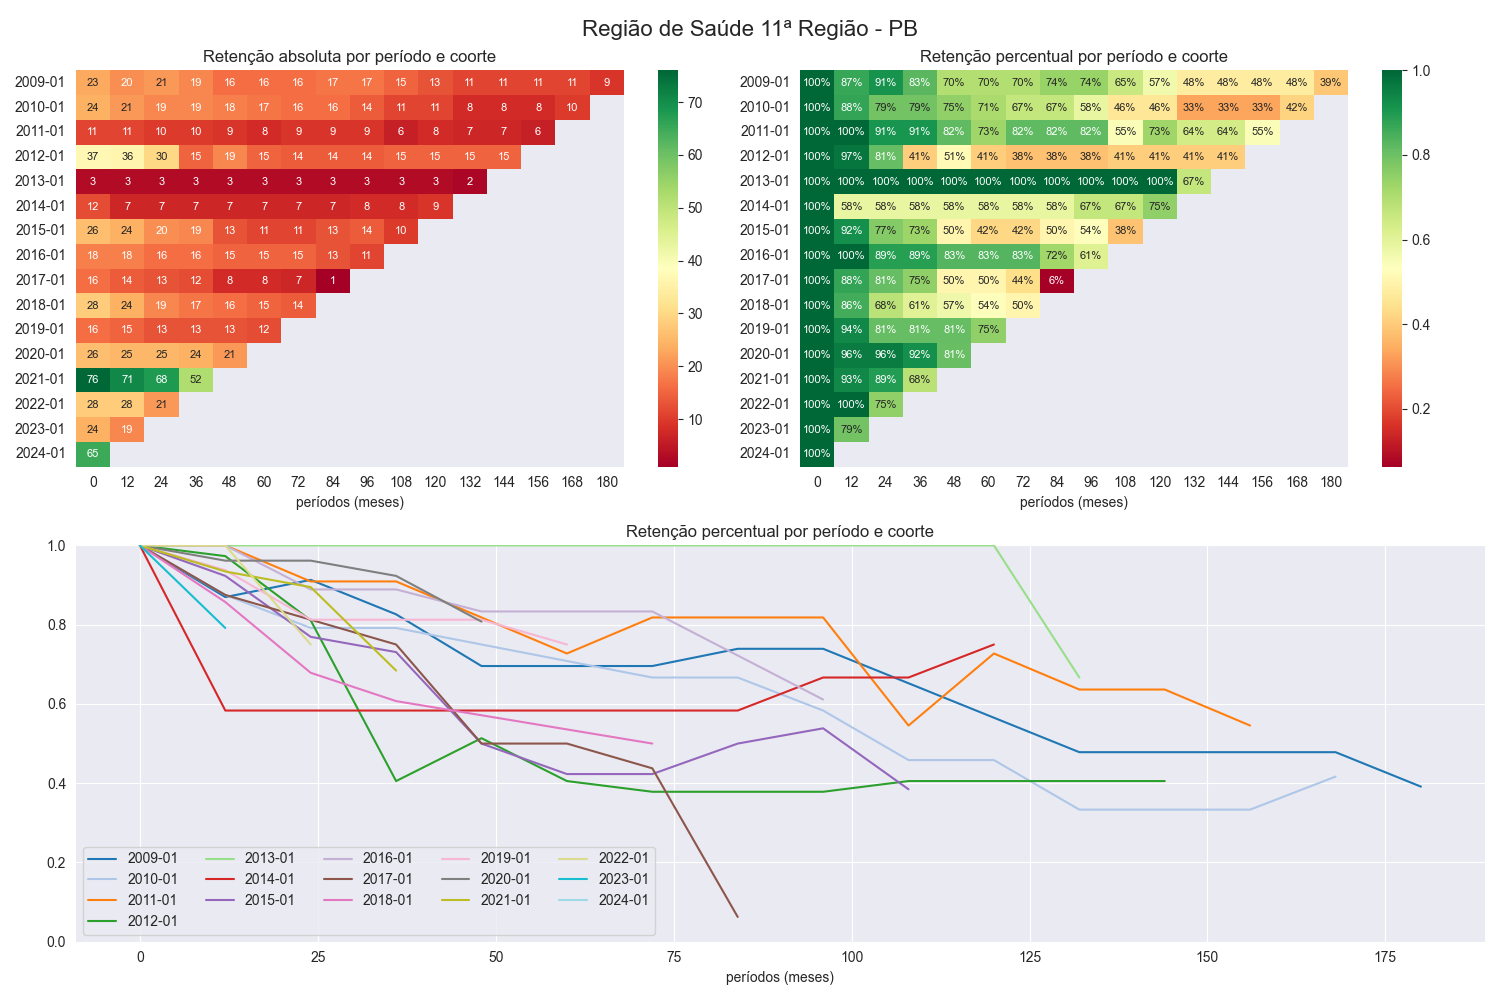 Região de Saúde 11ª Região - PB
Retenção absoluta por período e coorte
2009-01 23 20 21 19 16 16 16 17 17 15 13 11 11 11 11 9
2010-01 24 21 19 19 18 17 16 16 14 11 11 8 8 8 10
2011-01 11 11 10 10 9 8 9 9 9 6 8 7 7 6
2012-01 37 36 30 15 19 15 14 14 14 15 15 15 15
2013-01 3 3 3 3 3 3 3 3 3 3 3 2
2014-01 12 7 7 7 7 7 7 7 8 8 9
2015-01 26 24 20 19 13 11 11 13 14 10
2016-01 18 18 16 16 15 15 15 13 11
2017-01 16 14 13 12 8 8 7 1
2018-01 28 24 19 17 16 15 14
2019-01 16 15 13 13 13 12
2020-01 26 25 25 24 21
2021-01 76 71 68 52
2022-01 28 28 21
2023-01 24 19
2024-01 65
0 12 24 36 48 60 72 84 96 108 120 132 144 156 168 180
períodos (meses)
70
60
50
40
30
20
10
Retenção percentual por período e coorte
2009-01 100% 87% 91% 83% 70% 70% 70% 74% 74% 65% 57% 48% 48% 48% 48% 39%
2010-01 100% 88% 79% 79% 75% 71% 67% 67% 58% 46% 46% 33% 33% 33% 42%
2011-01 100% 100% 91% 91% 82% 73% 82% 82% 82% 55% 73% 64% 64% 55%
2012-01 100% 97% 81% 41% 51% 41% 38% 38% 38% 41% 41% 41% 41%
2013-01 100% 100% 100% 100% 100% 100% 100% 100% 100% 100% 100% 67%
2014-01 100% 58% 58% 58% 58% 58% 58% 58% 67% 67% 75%
2015-01 100% 92% 77% 73% 50% 42% 42% 50% 54% 38%
2016-01 100% 100% 89% 89% 83% 83% 83% 72% 61%
2017-01 100% 88% 81% 75% 50% 50% 44% 6%
2018-01 100% 86% 68% 61% 57% 54% 50%
2019-01 100% 94% 81% 81% 81% 75%
2020-01 100% 96% 96% 92% 81%
2021-01 100% 93% 89% 68%
2022-01 100% 100% 75%
2023-01 100% 79%
2024-01 100%
0 12 24 36 48 60 72 84 96 108 120 132 144 156 168 180
períodos (meses)
1.0
0.8
0.6
0.4
0.2
Retenção percentual por período e coorte
1.0
0.8
0.6
0.4
0.2
0.0
2009-01 2013-01 2016-01 2019-01 2022-01
2010-01 2014-01 2017-01 2020-01 2023-01
2011-01 2015-01 2018-01 2021-01 2024-01
2012-01
0 25 50 75 100 125 150 175
períodos (meses)